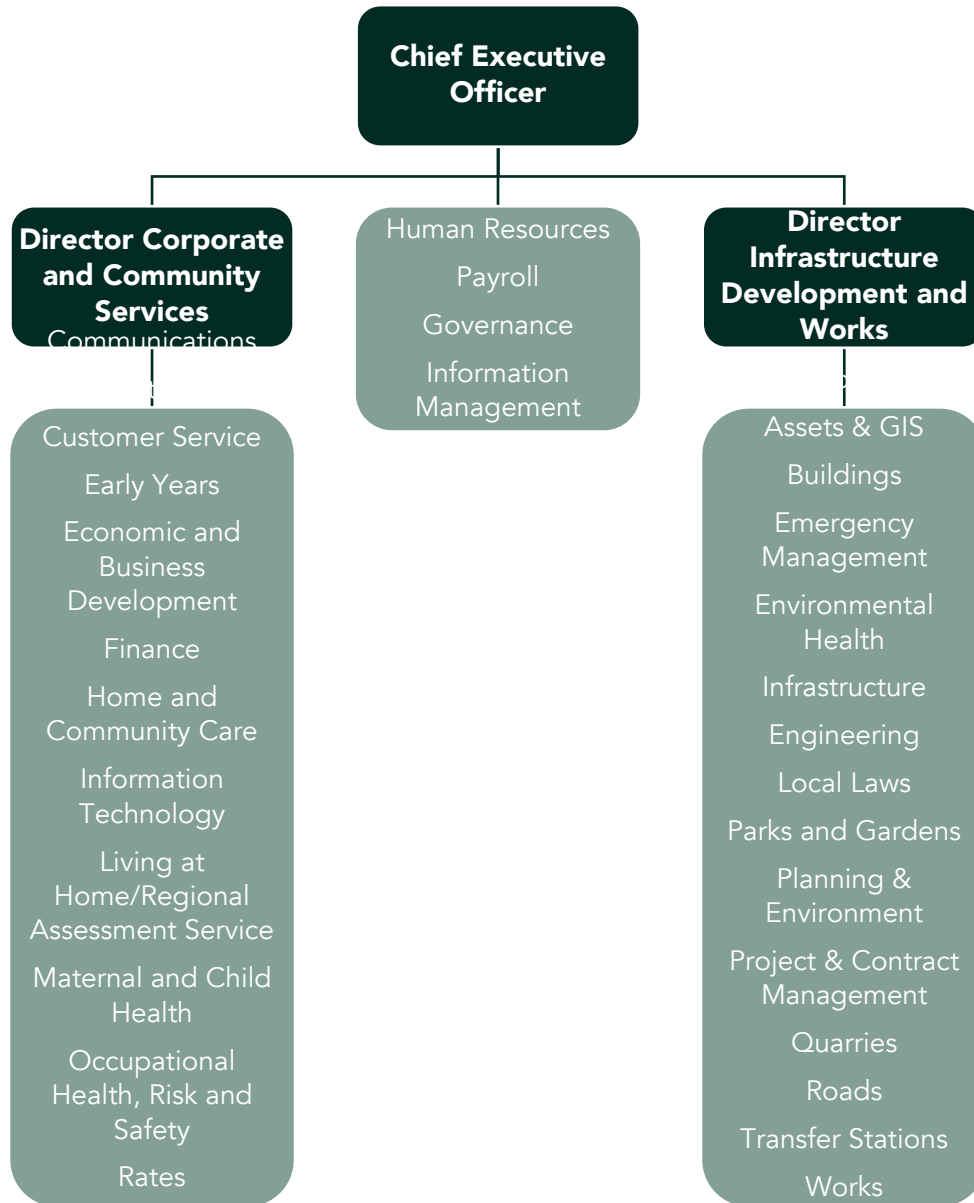 Chief Executive
Officer
Director Corporate
and Community
Services
Communications
Customer Service
Early Years
Economic and
Business
Development
Finance
Home and
Community Care
Information
Technology
Living at
Home/Regional
Assessment Service
Maternal and Child
Health
Occupational
Health, Risk and
Safety
Rates
Human Resources
Payroll
Governance
Information
Management
Director
Infrastructure
Development and
Works
Assets & GIS
Buildings
Emergency
Management
Environmental
Health
Infrastructure
Engineering
Local Laws
Parks and Gardens
Planning &
Environment
Project & Contract
Management
Quarries
Roads
Transfer Stations
Works